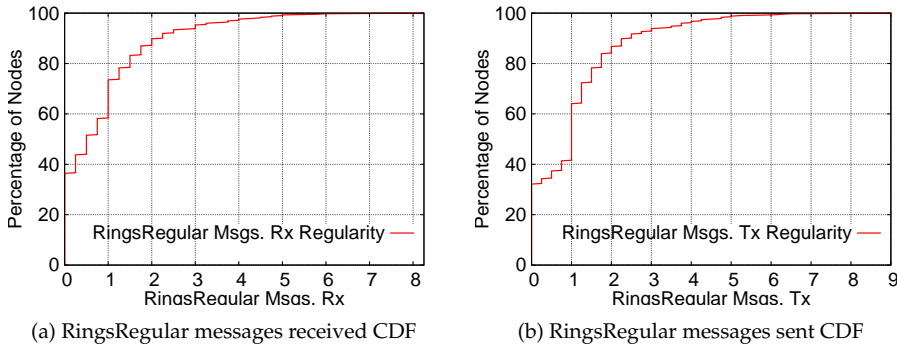 100
80
60
40
20
0
Percentage of Nodes
RingsRegular Msgs. Rx Regularity
0 1 2 3 4 5 6 7 8
RingsRegular Msgs. Rx
(a) RingsRegular messages received CDF
100
80
60
40
20
0
Percentage of Nodes
RingsRegular Msgs. Tx Regularity
0 1 2 3 4 5 6 7 8 9
RingsRegular Msgs. Tx
(b) RingsRegular messages sent CDF